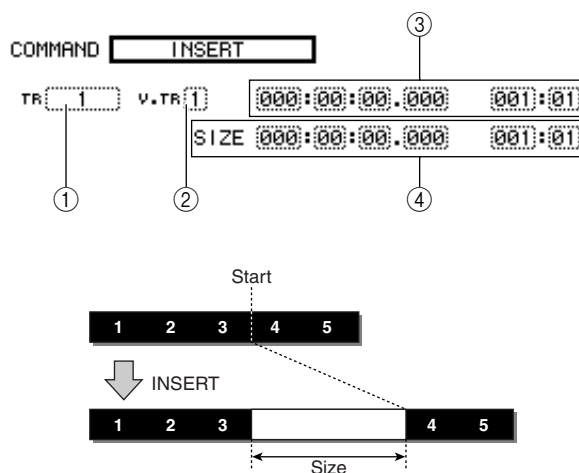 ③
COMMAND INSERT
TR 1 V.TR 1 000:00:00.000 001:01
SIZE 000:00:00.000 001:01
① ② ④
Start
1 2 3 4 5
INSERT
1 2 3 4 5
Size